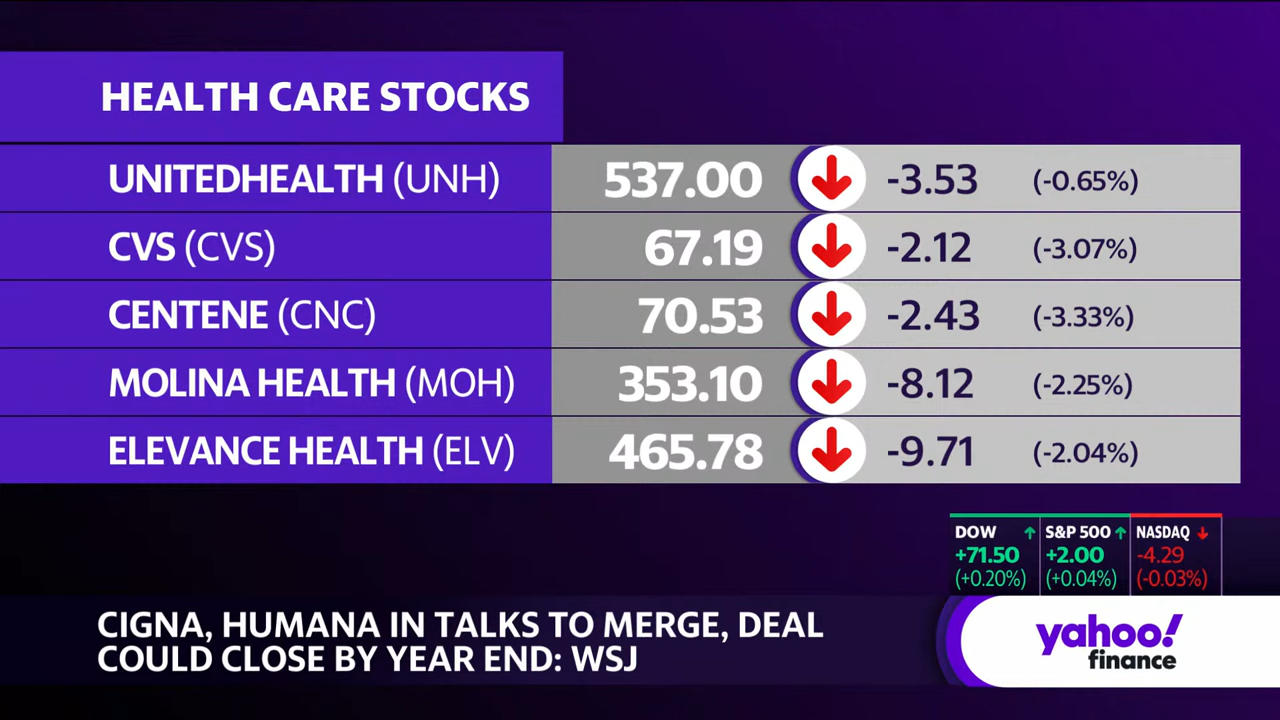 HEALTH CARE STOCKS
UNITEDHEALTH (UNH) 537.00 -3.53 (-0.65%)
CVS (CVS) 67.19 -2.12 (-3.07%)
CENTENE (CNC) 70.53 -2.43 (-3.33%)
MOLINA HEALTH (MOH) 353.10 -8.12 (-2.25%)
ELEVANCE HEALTH (ELV) 465.78 -9.71 (-2.04%)
DOW S&P 500 NASDAQ
+71.50 +2.00 -4.29
(+0.20%) (+0.04%) (-0.03%)
CIGNA, HUMANA IN TALKS TO MERGE, DEAL
COULD CLOSE BY YEAR END: WSJ
yahoo!
finance